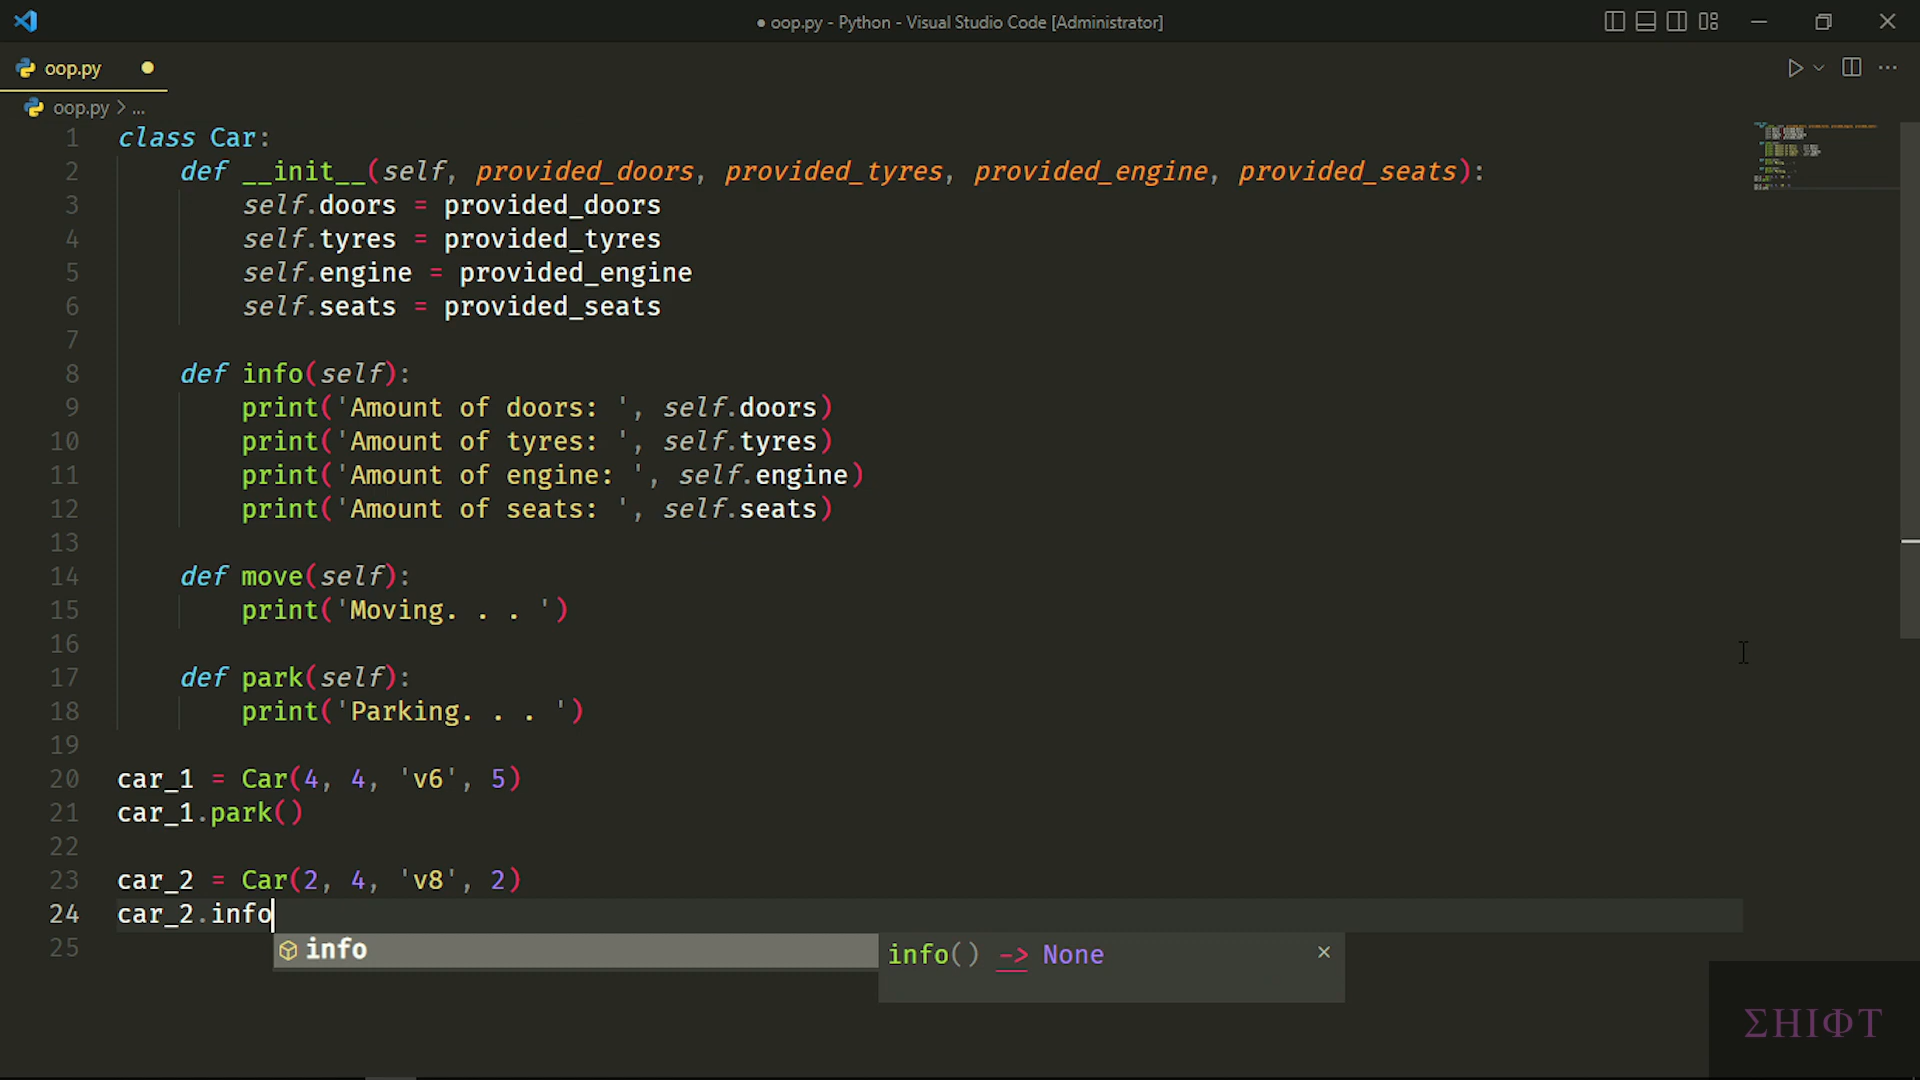 ● oop.py - Python - Visual Studio Code [Administrator]
oop.py
oop.py > ...
1 class Car:
2     def __init__(self, provided_doors, provided_tyres, provided_engine, provided_seats):
3         self.doors = provided_doors
4         self.tyres = provided_tyres
5         self.engine = provided_engine
6         self.seats = provided_seats
7
8     def info(self):
9         print('Amount of doors: ', self.doors)
10         print('Amount of tyres: ', self.tyres)
11         print('Amount of engine: ', self.engine)
12         print('Amount of seats: ', self.seats)
13
14     def move(self):
15         print('Moving. . . ')
16
17     def park(self):
18         print('Parking. . . ')
19
20 car_1 = Car(4, 4, 'v6', 5)
21 car_1.park()
22
23 car_2 = Car(2, 4, 'v8', 2)
24 car_2.info
25
info
info() -> None
ΣHIΦT